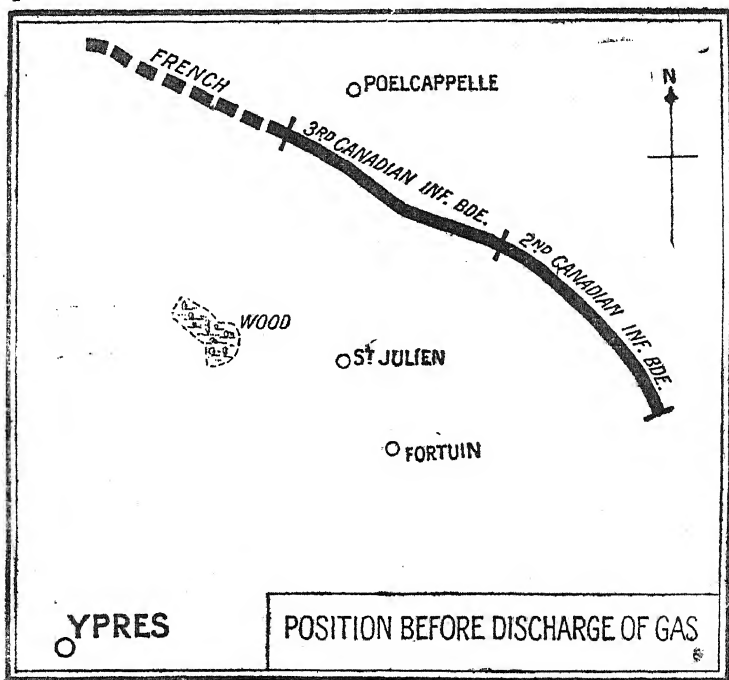 FRENCH
POELCAPPELLE
N
3RD CANADIAN INF. BDE.
2ND CANADIAN INF. BDE.
WOOD
ST JULIEN
FORTUIN
YPRES
POSITION BEFORE DISCHARGE OF GAS